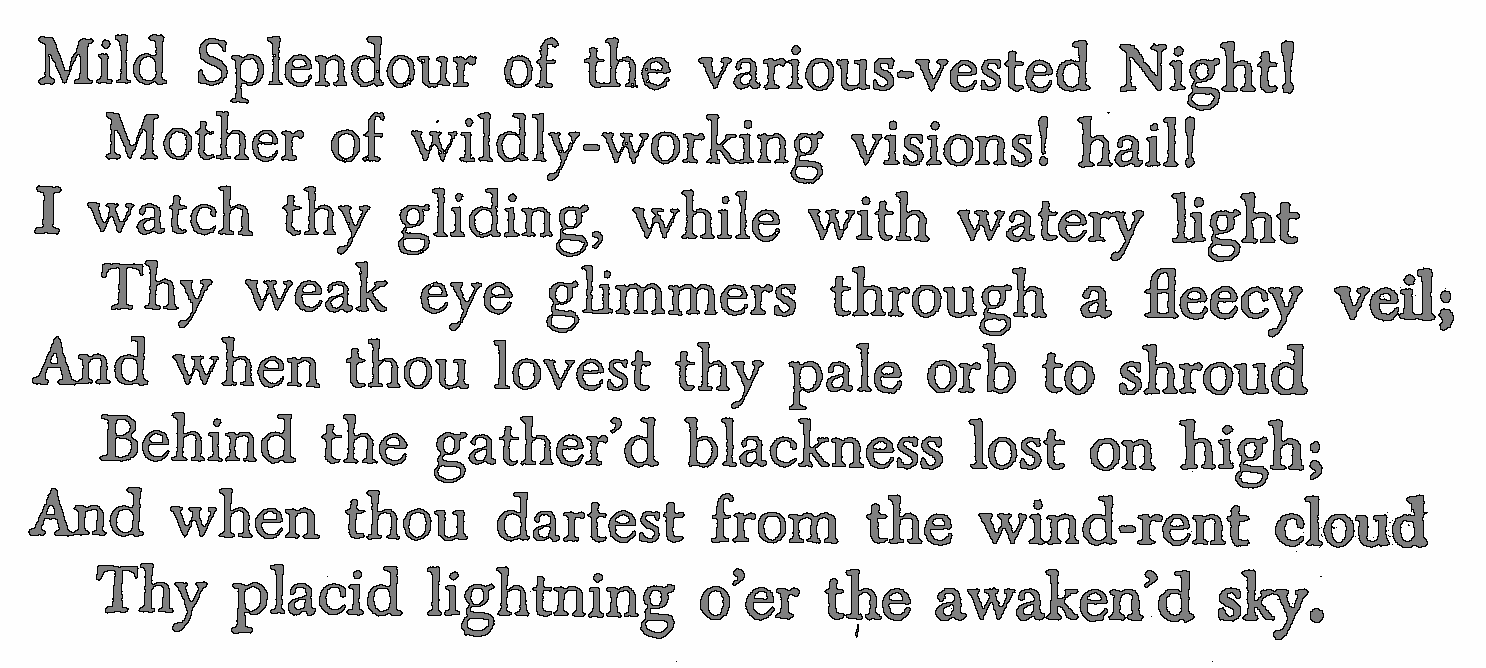 Mild Splendour of the various-vested Night!
Mother of wildly-working visions! hail!
I watch thy gliding, while with watery light
Thy weak eye glimmers through a fleecy veil;
And when thou lovest thy pale orb to shroud
Behind the gather’d blackness lost on high;
And when thou dartest from the wind-rent cloud
Thy placid lightning o’er the awaken’d sky.